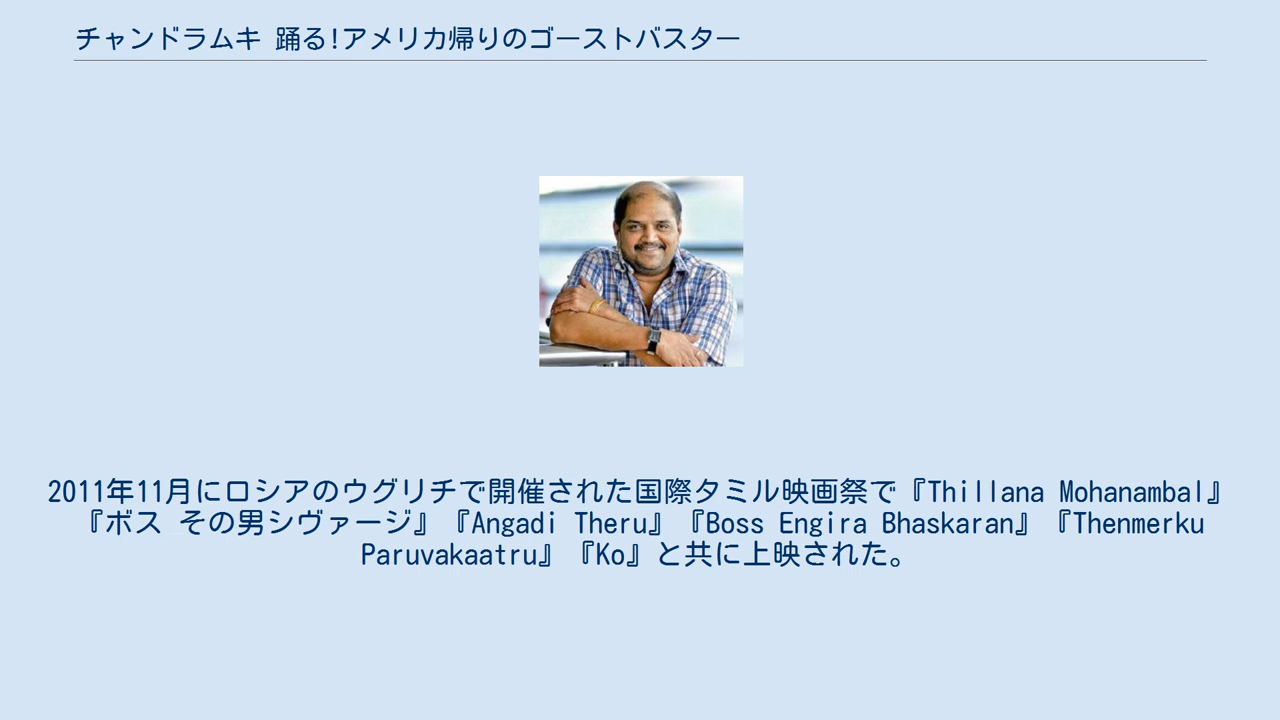 チャンドラムキ 踊る!アメリカ帰りのゴーストバスター
2011年11月にロシアのウグリチで開催された国際タミル映画祭で『Thillana Mohanambal』
『ボス その男シヴァージ』『Angadi Theru』『Boss Engira Bhaskaran』『Thenmerku
Paruvakaatru』『Ko』と共に上映された。